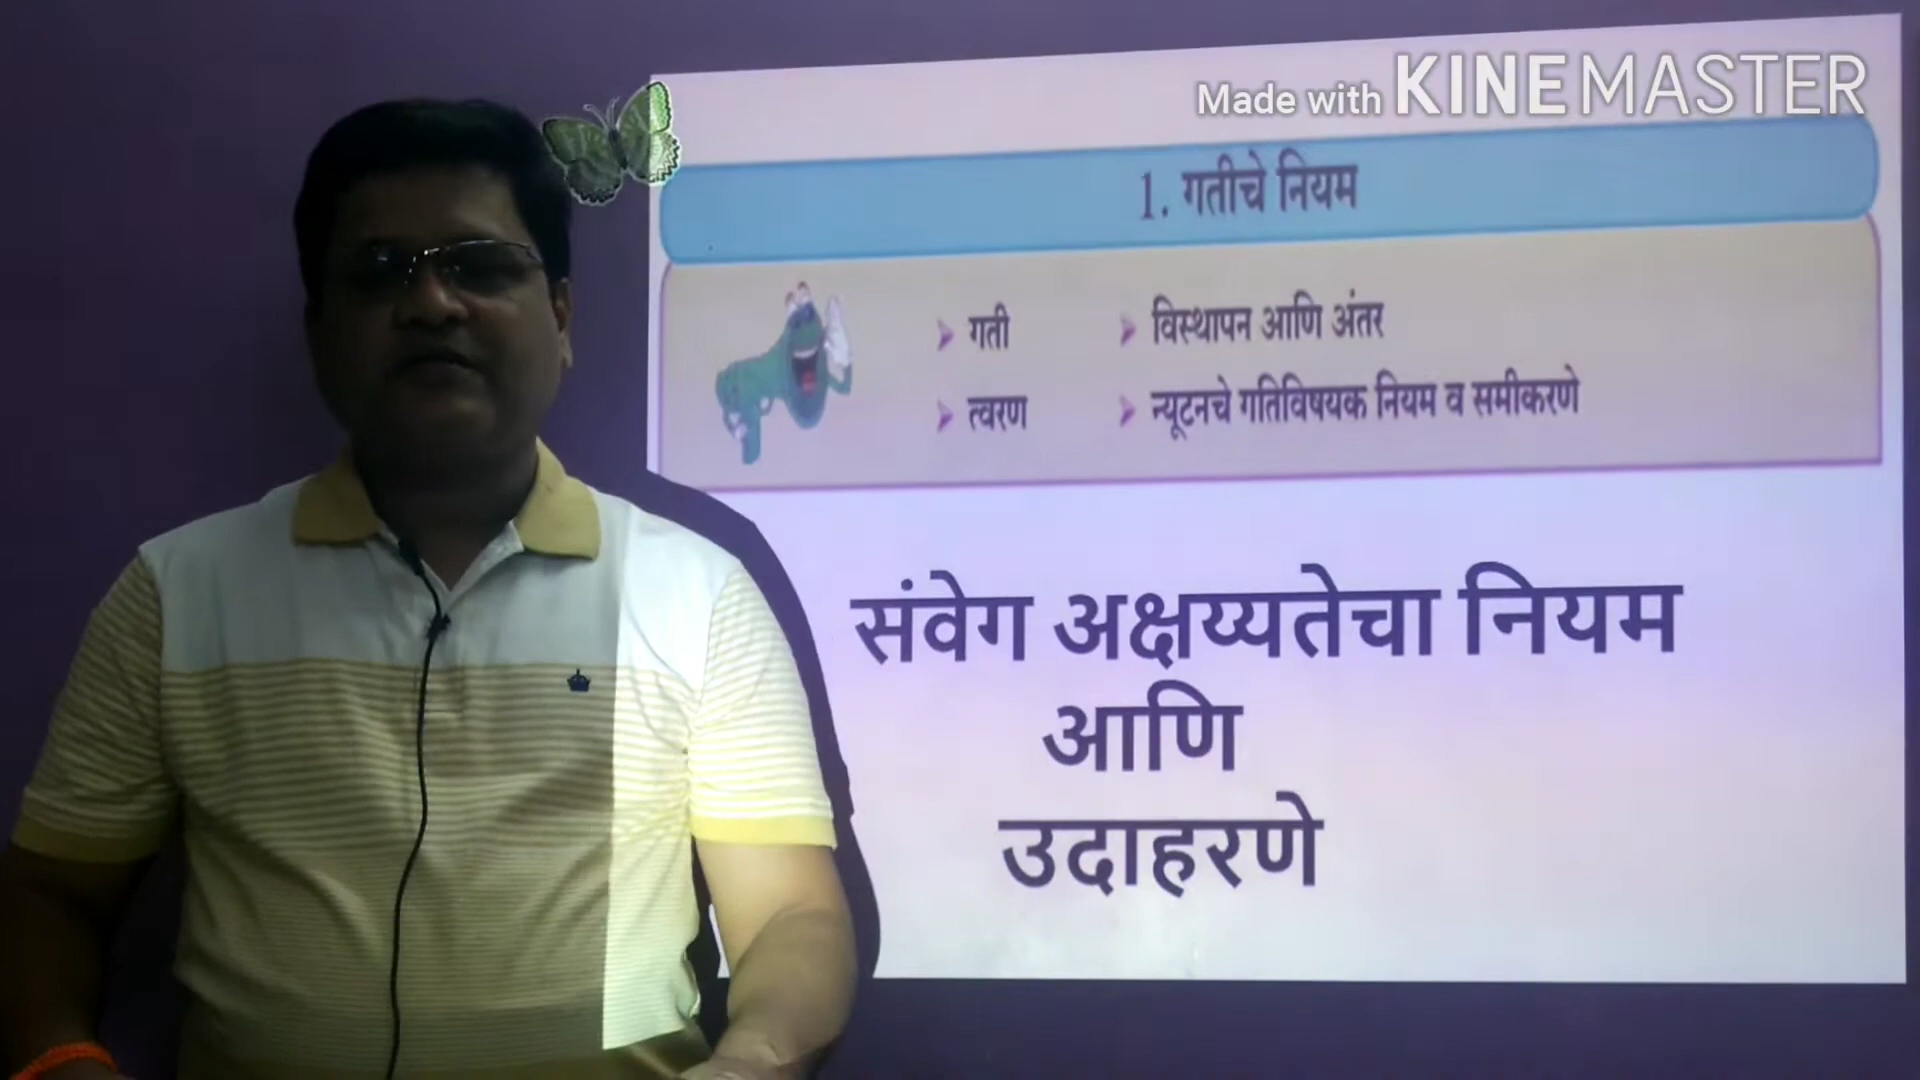 Made with KINEMASTER
1. गतीचे नियम
➤ गती ➤ विस्थापन आणि अंतर
➤ त्वरण ➤ न्यूटनचे गतिविषयक नियम व समीकरणे
संवेग अक्षय्यतेचा नियम
आणि
उदाहरणे